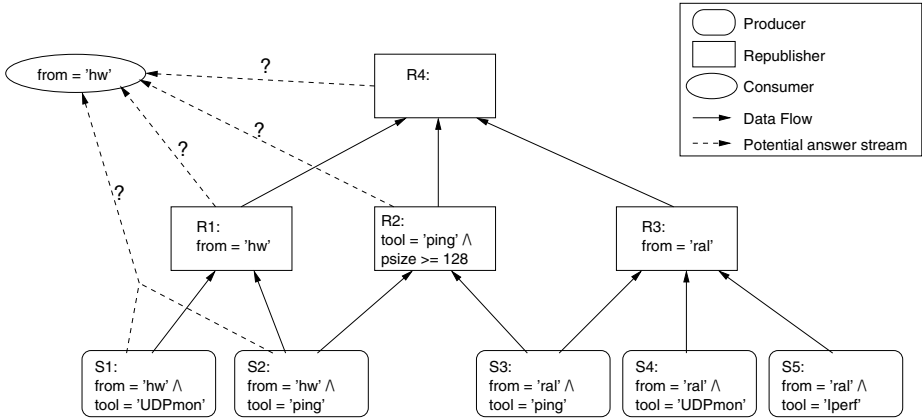 from = 'hw'
?
R4:
?
?
?
Producer
Republisher
Consumer
Data Flow
Potential answer stream
R1:
from = 'hw'
R2:
tool = 'ping' /\
psize >= 128
R3:
from = 'ral'
S1:
from = 'hw' /\
tool = 'UDPmon'
S2:
from = 'hw' /\
tool = 'ping'
S3:
from = 'ral' /\
tool = 'ping'
S4:
from = 'ral' /\
tool = 'UDPmon'
S5:
from = 'ral' /\
tool = 'Iperf'